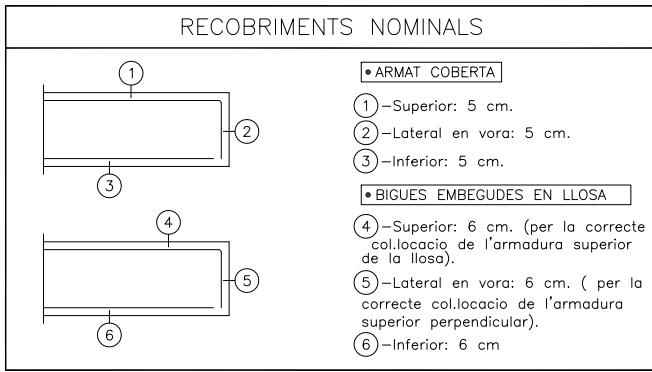 RECOBRIMENTS NOMINALS
1
2
3
4
5
6
• ARMAT COBERTA
1 -Superior: 5 cm.
2 -Lateral en vora: 5 cm.
3 -Inferior: 5 cm.
• BIGUES EMBEGUDES EN LLOSA
4 -Superior: 6 cm. (per la correcte
col.locacio de l'armadura superior
de la llosa).
5 -Lateral en vora: 6 cm. ( per la
correcte col.locacio de l'armadura
superior perpendicular).
6 -Inferior: 6 cm